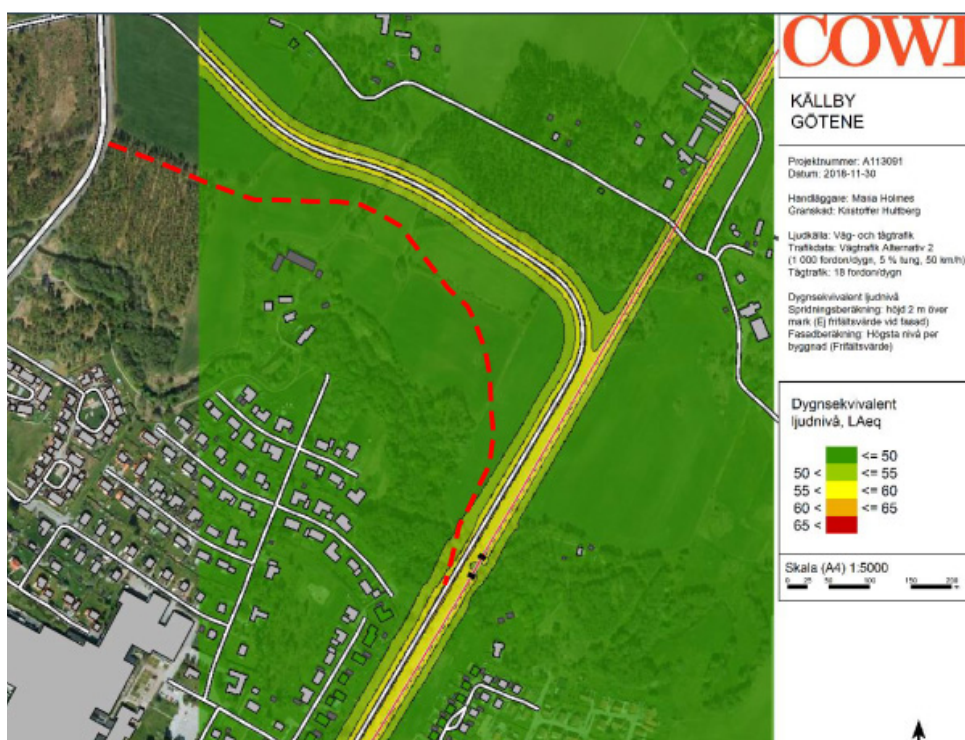 COWI
KÄLLBY
GÖTENE
Projektnummer: A113091
Datum: 2018-11-30
Handläggare: Maria Holmes
Granskad: Kristoffer Hultberg
Ljudkälla: Väg- och tågtrafik
Trafikdata: Vägtrafik Alternativ 2
(1 000 fordon/dygn, 5 % tung, 50 km/h)
Tågtrafik: 18 fordon/dygn
Dygnsekvivalent ljudnivå
Spridningsberäkning: höjd 2 m över
mark (Ej frifältsvärde vid fasad)
Fasadberäkning: Högsta nivå per
byggnad (Frifältsvärde)
Dygnsekvivalent
ljudnivå, LAeq
<= 50
50 < <= 55
55 < <= 60
60 < <= 65
65 <
Skala (A4) 1:5000
0 25 50 100 150 200
m